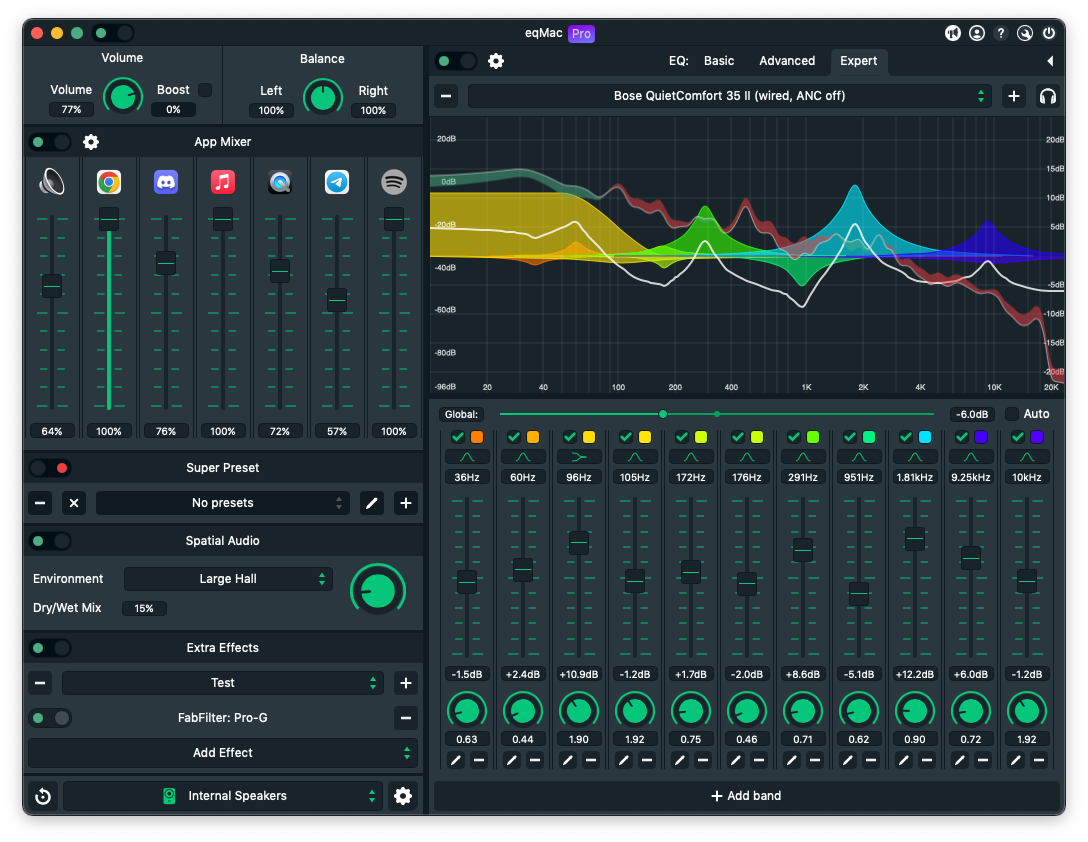 eqMac Pro
Volume
Balance
Volume
77%
Boost
0%
Left
100%
Right
100%
App Mixer
64%
100%
76%
100%
72%
57%
100%
Super Preset
No presets
Spatial Audio
Environment
Large Hall
Dry/Wet Mix
15%
Extra Effects
Test
FabFilter: Pro-G
Add Effect
Internal Speakers
EQ: Basic Advanced Expert
Bose QuietComfort 35 II (wired, ANC off)
20dB
0dB
-20dB
-40dB
-60dB
-80dB
-96dB
20dB
15dB
10dB
5dB
-5dB
-10dB
-15dB
-20dB
20 40 100 200 400 1K 2K 4K 10K 20K
Global: -6.0dB Auto
36Hz 60Hz 96Hz 105Hz 172Hz 176Hz 291Hz 951Hz 1.81kHz 9.25kHz 10kHz
-1.5dB +2.4dB +10.9dB -1.2dB +1.7dB -2.0dB +8.6dB -5.1dB +12.2dB +6.0dB -1.2dB
0.63 0.44 1.90 1.92 0.75 0.46 0.71 0.62 0.90 0.72 1.92
+ Add band